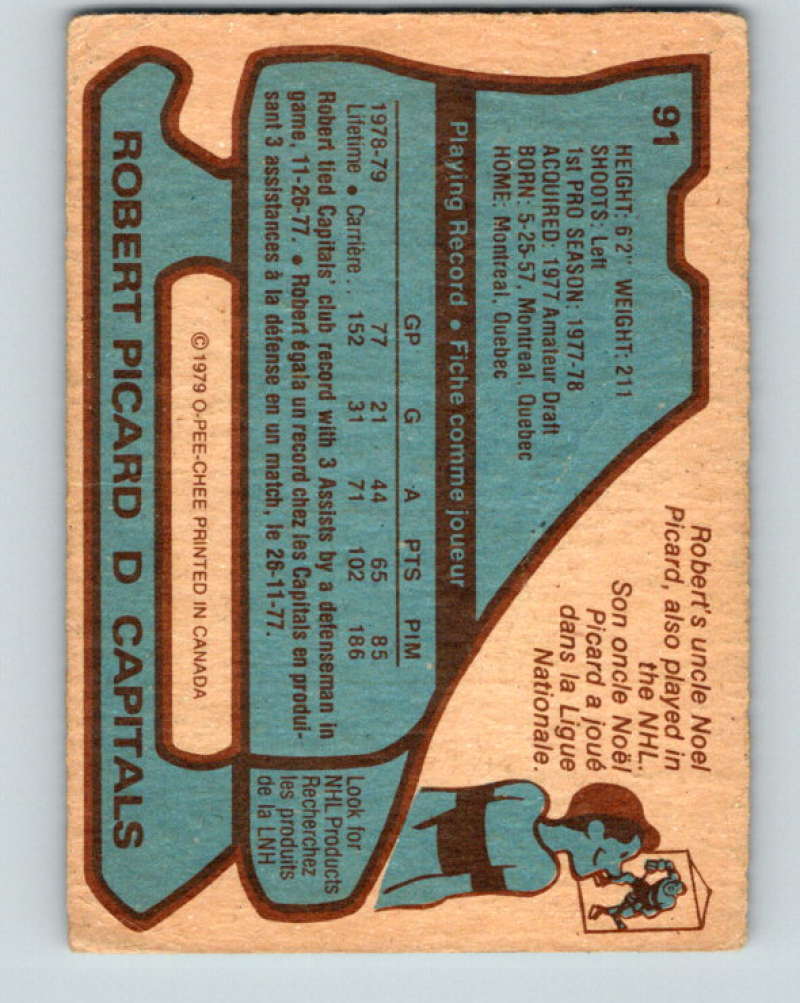 91
HEIGHT: 6'2" WEIGHT: 211
SHOOTS: Left
1st PRO SEASON: 1977-78
ACQUIRED: 1977 Amateur Draft
BORN: 5-25-57, Montreal, Quebec
HOME: Montreal, Quebec
Robert's uncle Noel
Picard, also played in
the NHL.
Son oncle Noël
Picard a joué
dans la Ligue
Nationale.
Playing Record • Fiche comme joueur
GP G A PTS PIM
1978-79 77 21 44 65 85
Lifetime • Carrière .. 152 31 71 102 186
Robert tied Capitals' club record with 3 Assists by a defenseman in
game, 11-26-77. • Robert égala un record chez les Capitals en produi-
sant 3 assistances à la défense en un match, le 26-11-77.
Look for
NHL Products
Recherchez
les produits
de la LNH
©1979 O-PEE-CHEE PRINTED IN CANADA
ROBERT PICARD D CAPITALS